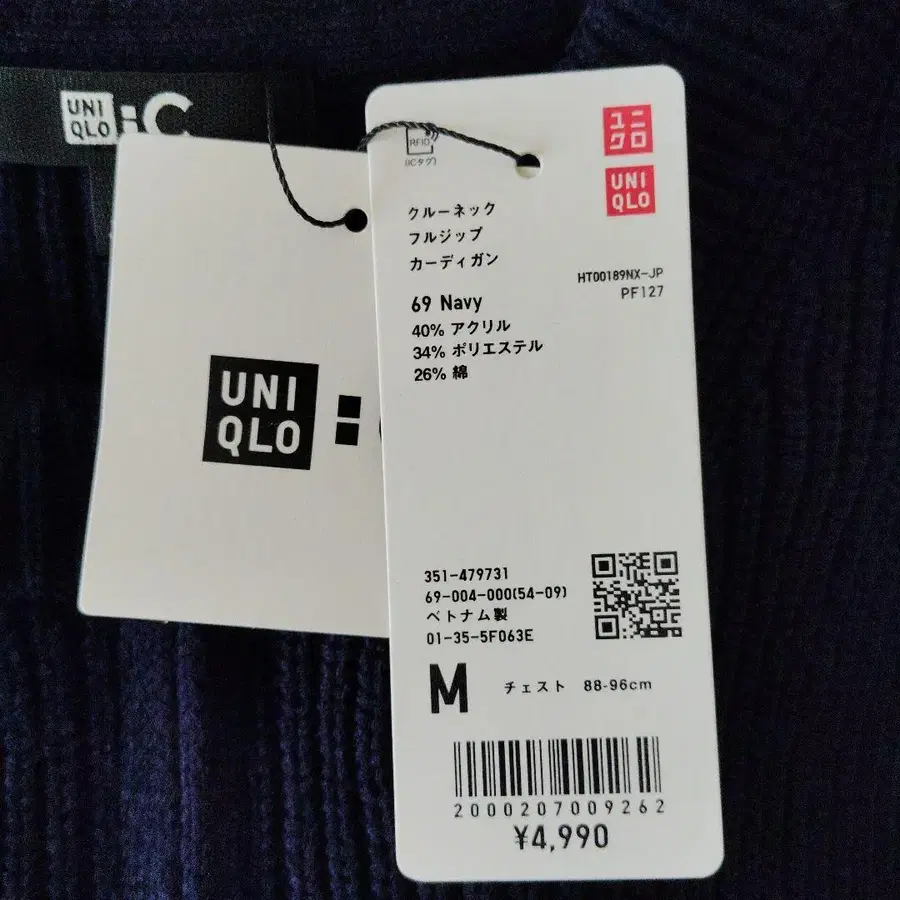 UNI
QLO : C
UNI
QLO :
RFID
(ICタグ)
ユニ
クロ
UNI
QLO
クルーネック
フルジップ
カーディガン
HT00189NX-JP
PF127
69 Navy
40% アクリル
34% ポリエステル
26% 綿
351-479731
69-004-000(54-09)
ベトナム製
01-35-5F063E
M チェスト 88-96cm
2000207009262
¥4,990